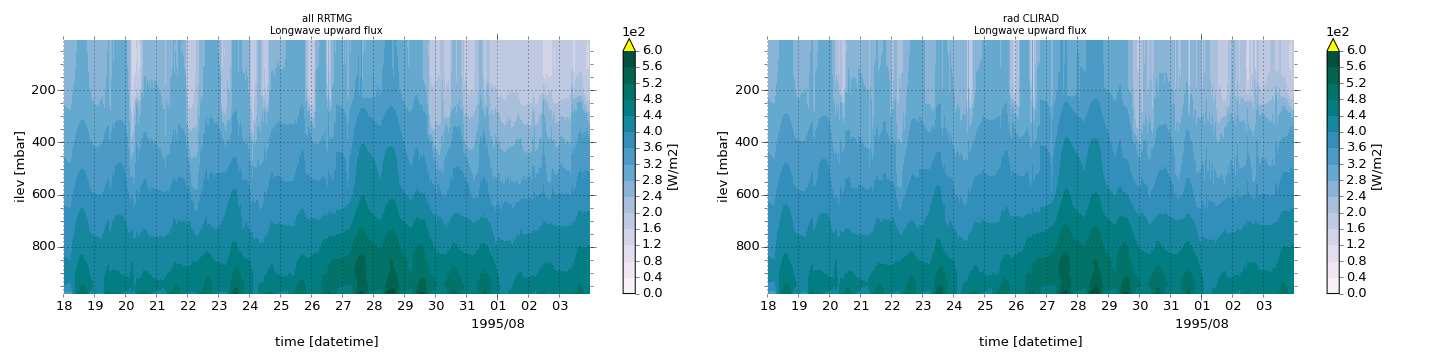 all RRTMG
Longwave upward flux
1e2
6.0
5.6
4.8
4.4
4.0
3.6
3.2
2.8
2.4
2.0
1.6
1.2
0.8
0.4
0.0
[W/m2]
200
400
600
800
ilev [mbar]
18 19 20 21 22 23 24 25 26 27 28 29 30 31 01 02 03
1995/08
time [datetime]
rad CLIRAD
Longwave upward flux
1e2
6.0
5.6
4.8
4.4
4.0
3.6
3.2
2.8
2.4
2.0
1.6
1.2
0.8
0.4
0.0
[W/m2]
200
400
600
800
ilev [mbar]
18 19 20 21 22 23 24 25 26 27 28 29 30 31 01 02 03
1995/08
time [datetime]